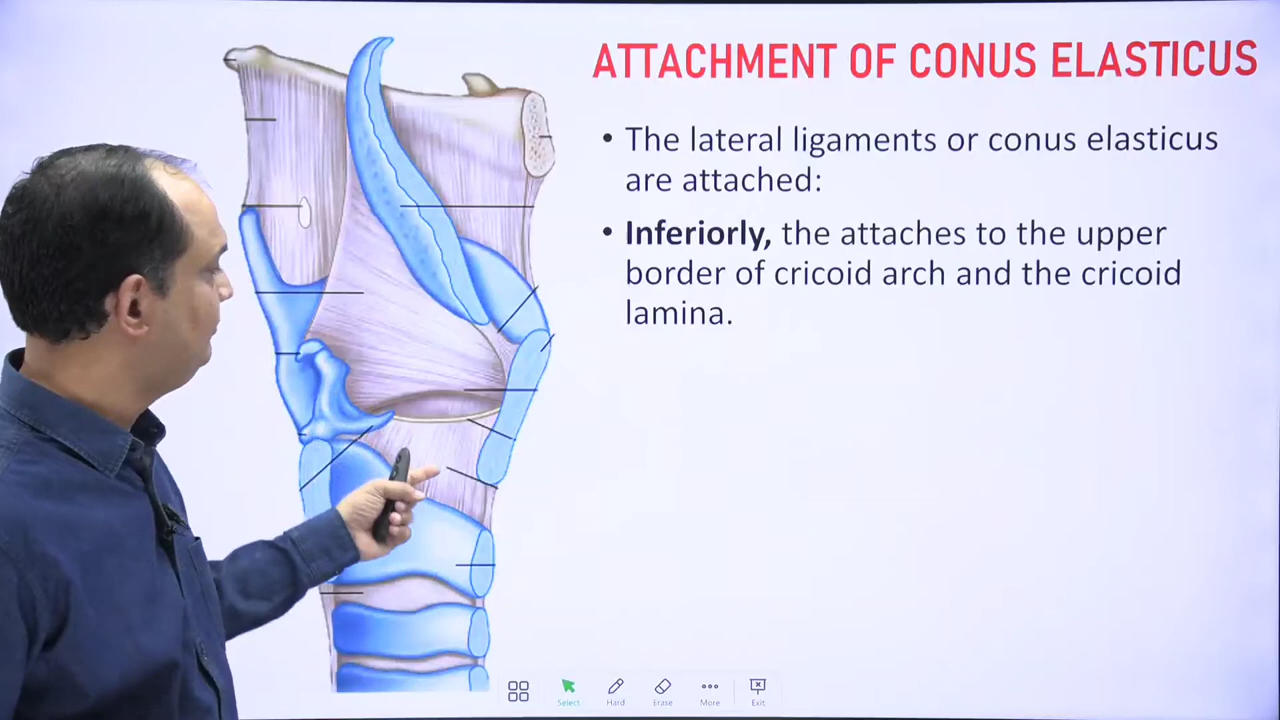 ATTACHMENT OF CONUS ELASTICUS
• The lateral ligaments or conus elasticus
are attached:
• Inferiorly, the attaches to the upper
border of cricoid arch and the cricoid
lamina.
Select
Hard
Erase
More
Exit